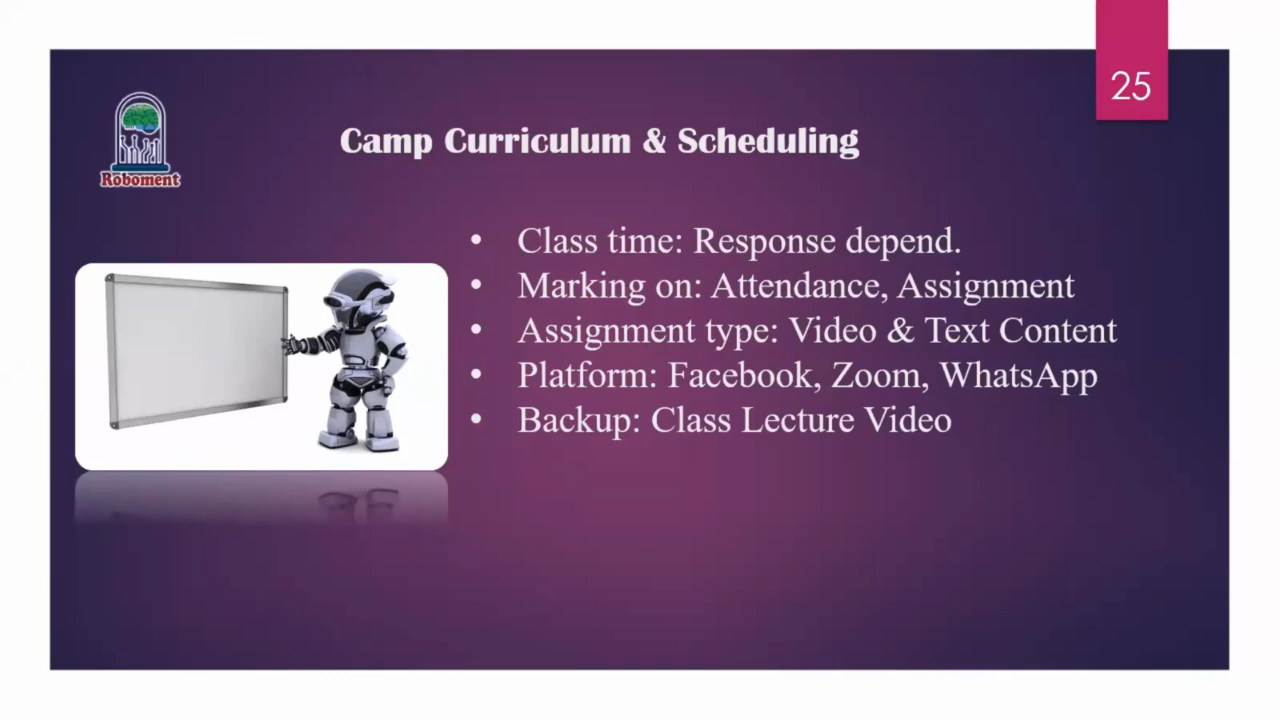 25
Roboment
Camp Curriculum & Scheduling
• Class time: Response depend.
• Marking on: Attendance, Assignment
• Assignment type: Video & Text Content
• Platform: Facebook, Zoom, WhatsApp
• Backup: Class Lecture Video